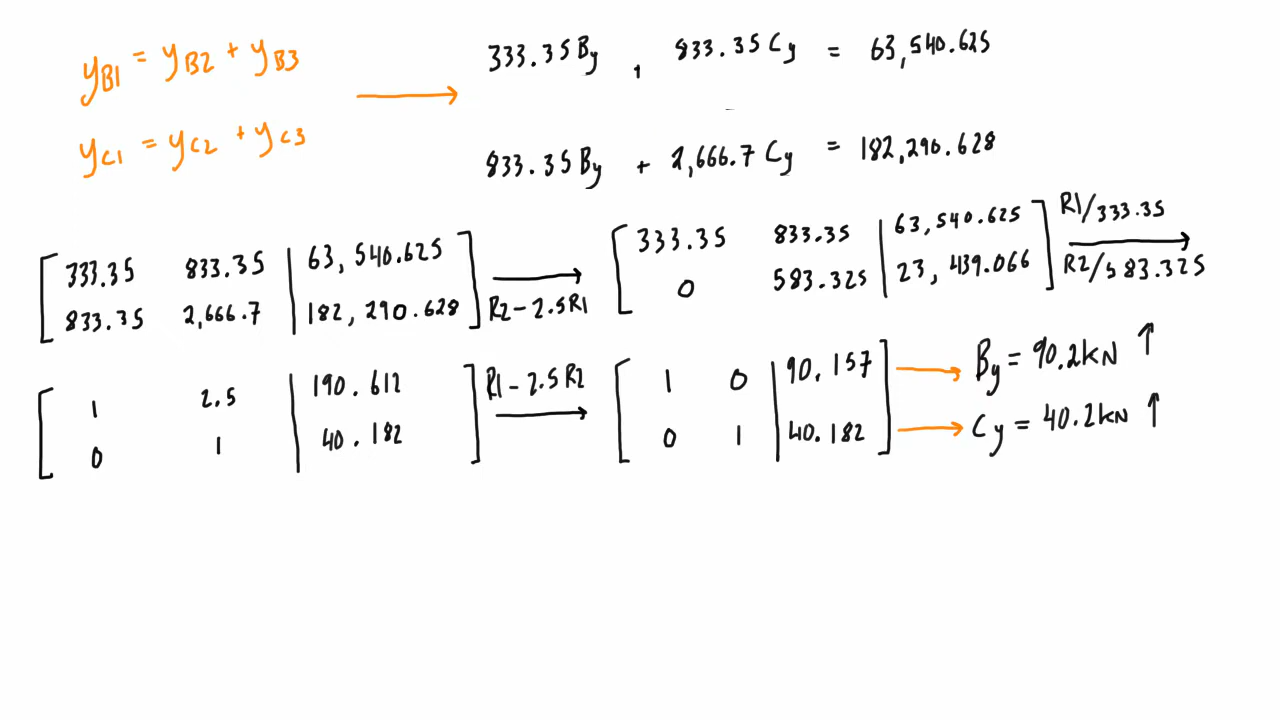 yB1 = yB2 + yB3
333.35 By , 833.35 Cy = 63,540.625
yC1 = yC2 + yC3
833.35 By + 2,666.7 Cy = 182,290.628
[ 333.35 833.35 | 63,540.625 ] [ 333.35 833.35 | 63,540.625 ] R1/333.35
[ 833.35 2,666.7 | 182,290.628 ] R2-2.5R1 [ 0 583.325 | 23,439.066 ] R2/583.325
[ 1 2.5 | 190.612 ] R1-2.5R2 [ 1 0 | 90.157 ] → By = 90.2kN ↑
[ 0 1 | 40.182 ] [ 0 1 | 40.182 ] → Cy = 40.2kN ↑